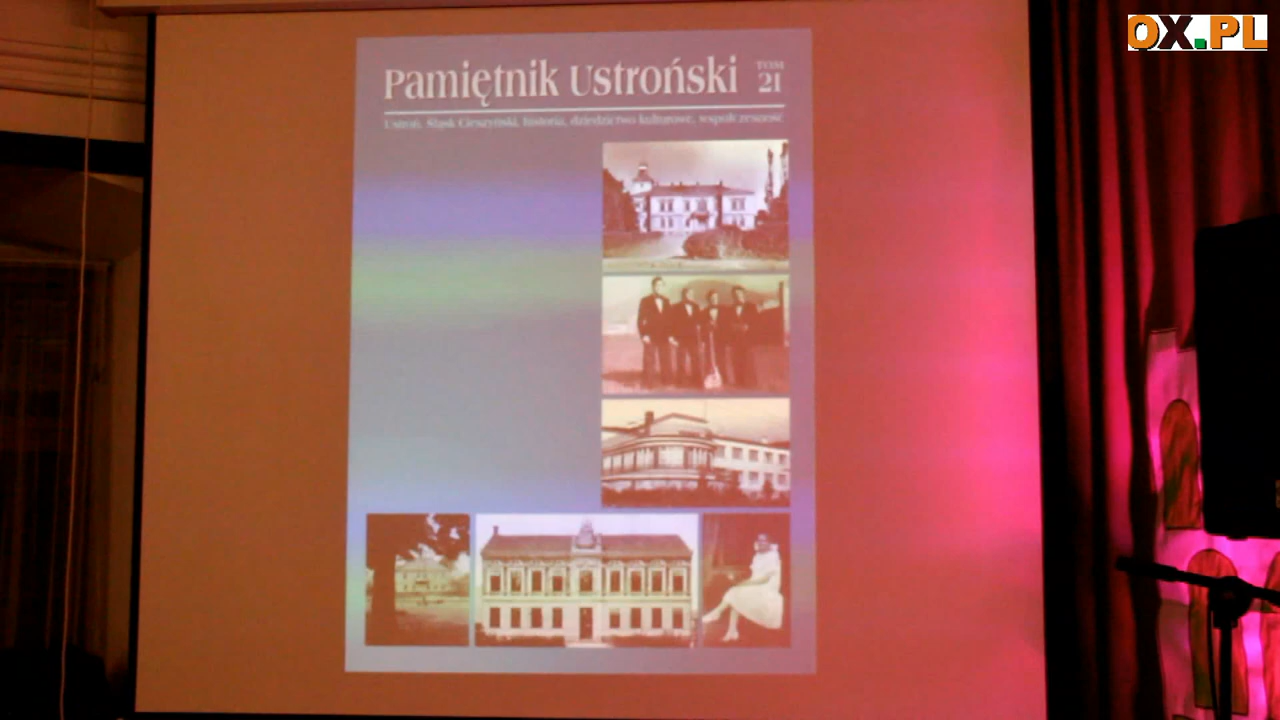 OX.PL
Pamiętnik Ustroński
TOM
21
Ustroń, Śląsk Cieszyński, historia, dziedzictwo kulturowe, współczesność